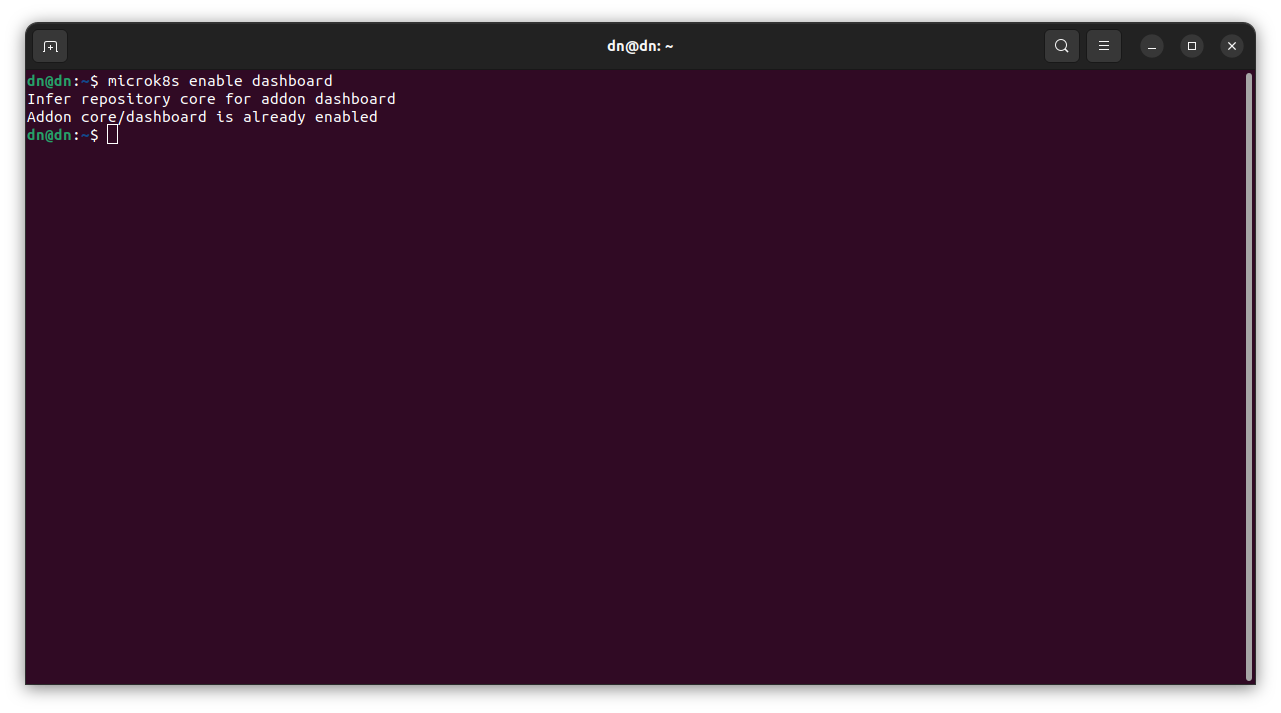 dn@dn: ~
dn@dn:~$ microk8s enable dashboard
Infer repository core for addon dashboard
Addon core/dashboard is already enabled
dn@dn:~$